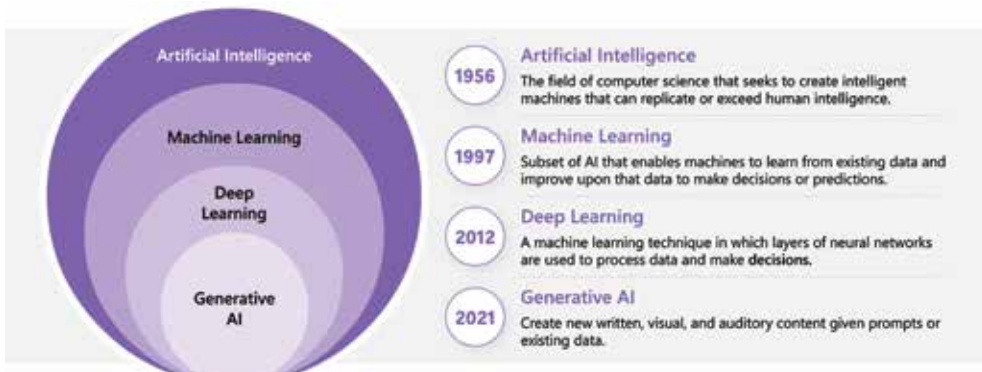 Artificial Intelligence
Machine Learning
Deep
Learning
Generative
AI
1956
Artificial Intelligence
The field of computer science that seeks to create intelligent
machines that can replicate or exceed human intelligence.
1997
Machine Learning
Subset of AI that enables machines to learn from existing data and
improve upon that data to make decisions or predictions.
2012
Deep Learning
A machine learning technique in which layers of neural networks
are used to process data and make decisions.
2021
Generative AI
Create new written, visual, and auditory content given prompts or
existing data.